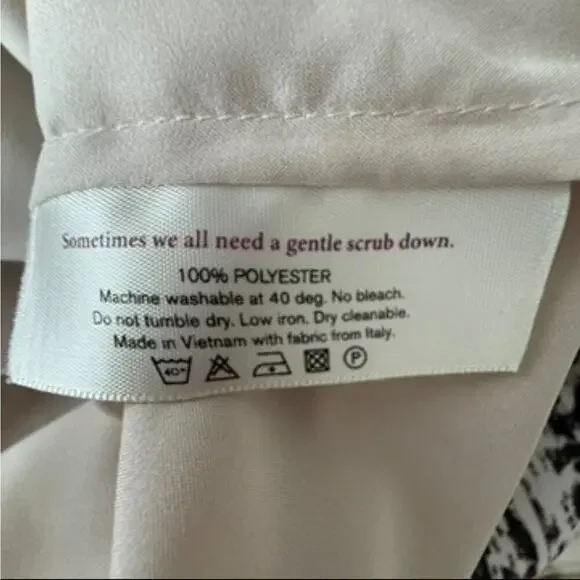 Sometimes we all need a gentle scrub down.
100% POLYESTER
Machine washable at 40 deg. No bleach.
Do not tumble dry. Low iron. Dry cleanable.
Made in Vietnam with fabric from Italy.
40° P